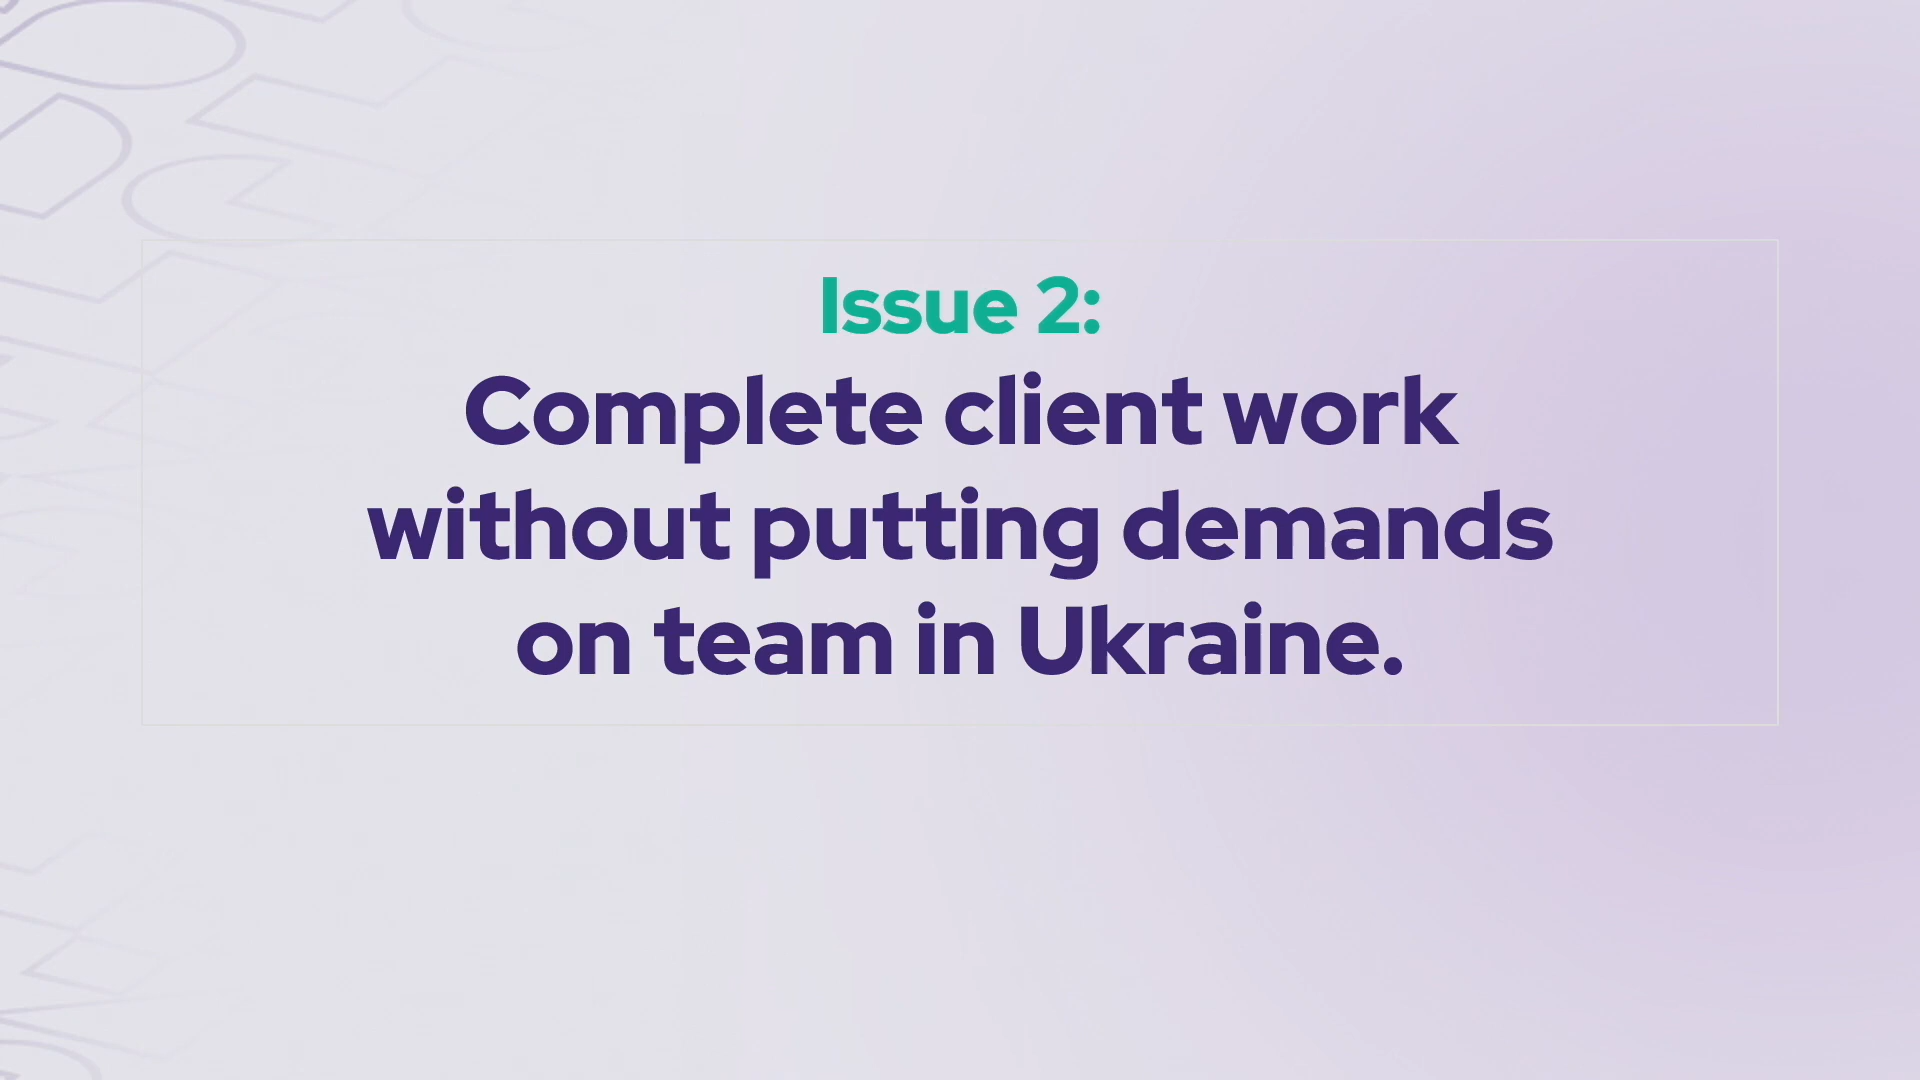 Issue 2:
Complete client work
without putting demands
on team in Ukraine.